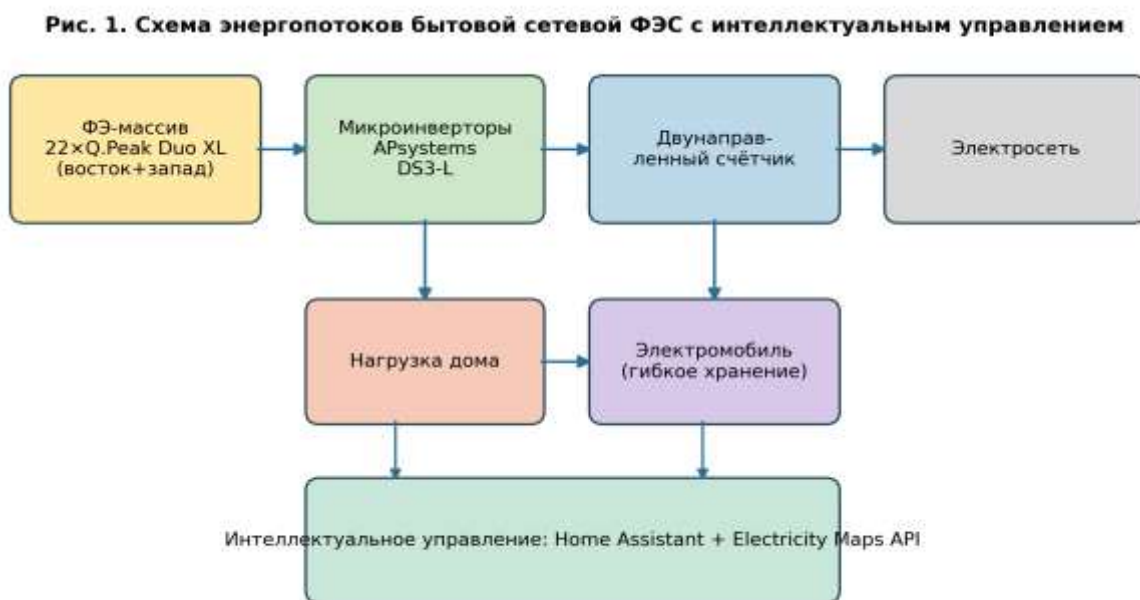 Рис. 1. Схема энергопотоков бытовой сетевой ФЭС с интеллектуальным управлением
ФЭ-массив
22×Q.Peak Duo XL
(восток+запад)
Микроинверторы
APsystems
DS3-L
Двунаправ-
ленный счётчик
Электросеть
Нагрузка дома
Электромобиль
(гибкое хранение)
Интеллектуальное управление: Home Assistant + Electricity Maps API